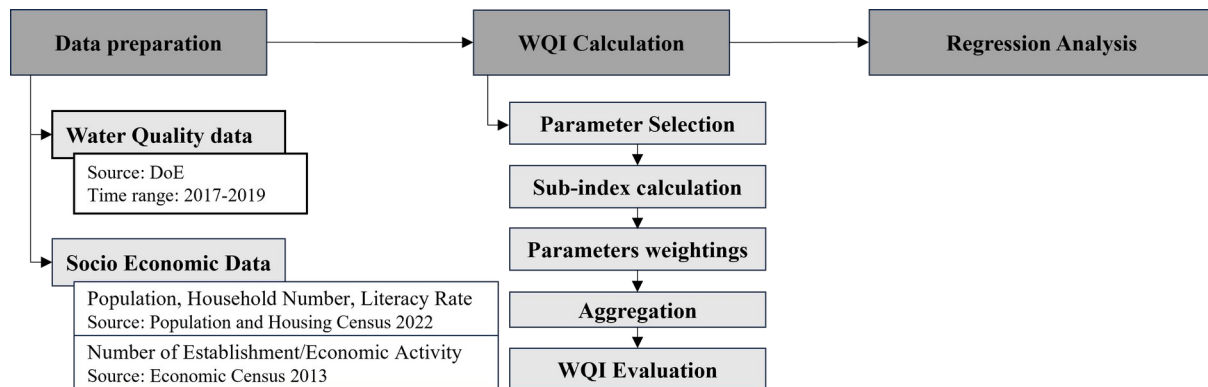 Data preparation
WQI Calculation
Regression Analysis
Water Quality data
Source: DoE
Time range: 2017-2019
Socio Economic Data
Population, Household Number, Literacy Rate
Source: Population and Housing Census 2022
Number of Establishment/Economic Activity
Source: Economic Census 2013
Parameter Selection
Sub-index calculation
Parameters weightings
Aggregation
WQI Evaluation